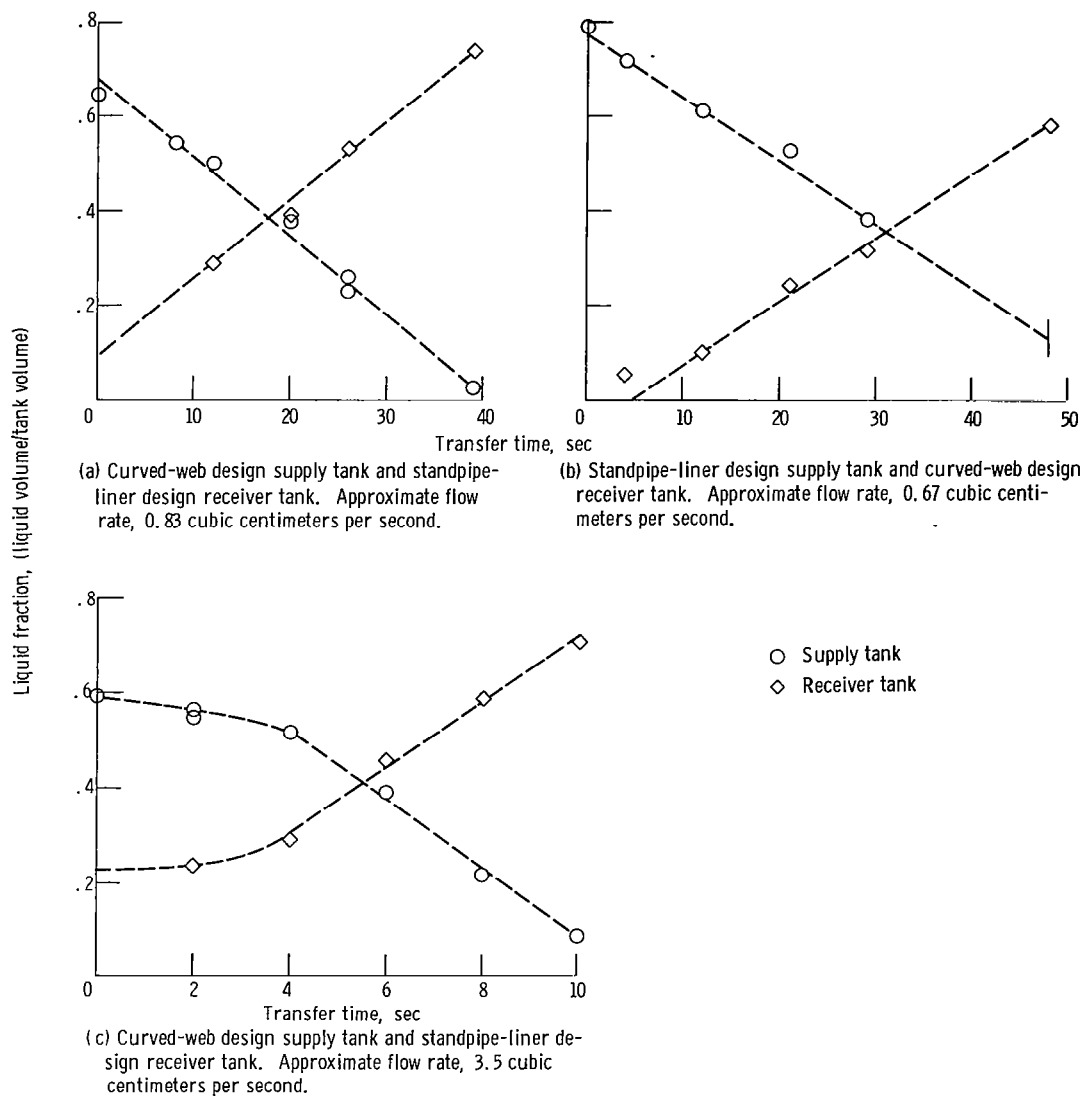 Liquid fraction, (liquid volume/tank volume)
.8
.6
.4
.2
0 10 20 30 40
0 10 20 30 40 50
Transfer time, sec
(a) Curved-web design supply tank and standpipe-
liner design receiver tank. Approximate flow
rate, 0.83 cubic centimeters per second.
(b) Standpipe-liner design supply tank and curved-web design
receiver tank. Approximate flow rate, 0.67 cubic centi-
meters per second.
.8
.6
.4
.2
0 2 4 6 8 10
Transfer time, sec
(c) Curved-web design supply tank and standpipe-liner de-
sign receiver tank. Approximate flow rate, 3.5 cubic
centimeters per second.
Supply tank
Receiver tank